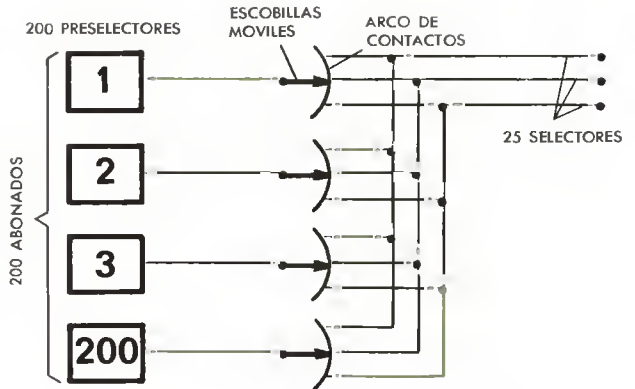 200 PRESELECTORES
ESCOBILLAS
MOVILES
ARCO DE
CONTACTOS
1
25 SELECTORES
2
200 ABONADOS
3
200